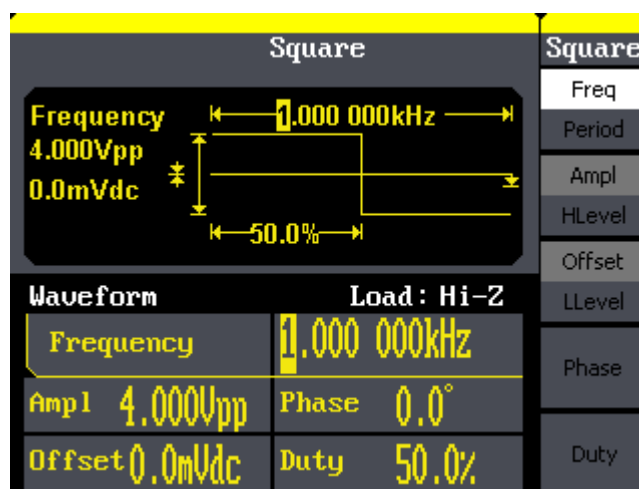 Square
Square
Frequency
1.000 000kHz
4.000Vpp
0.0mVdc
50.0%
Freq
Period
Ampl
HLevel
Offset
LLevel
Phase
Duty
Waveform
Load: Hi-Z
Frequency
1.000 000kHz
Ampl 4.000Vpp
Phase 0.0°
Offset 0.0mVdc
Duty 50.0%